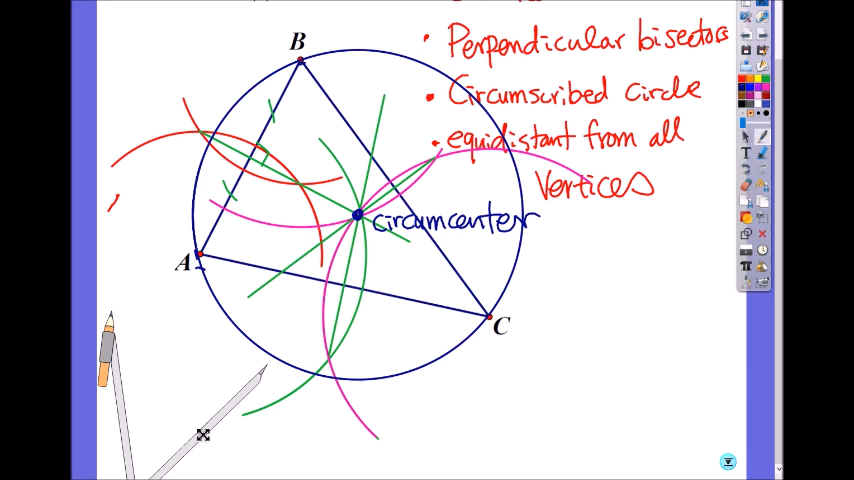 B
• Perpendicular bisectors
• Circumscribed circle
• equidistant from all
vertices
circumcenter
A
C